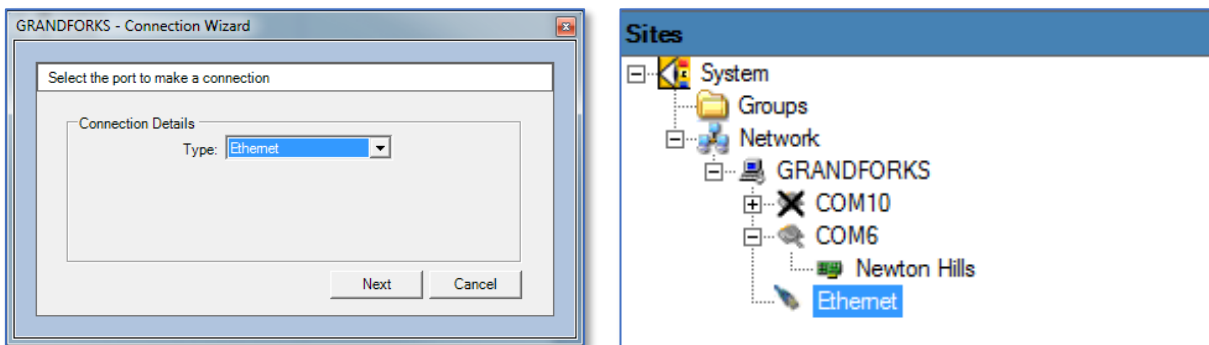 GRANDFORKS - Connection Wizard
Select the port to make a connection
Connection Details
Type: Ethernet
Next Cancel
Sites
System
Groups
Network
GRANDFORKS
COM10
COM6
Newton Hills
Ethernet